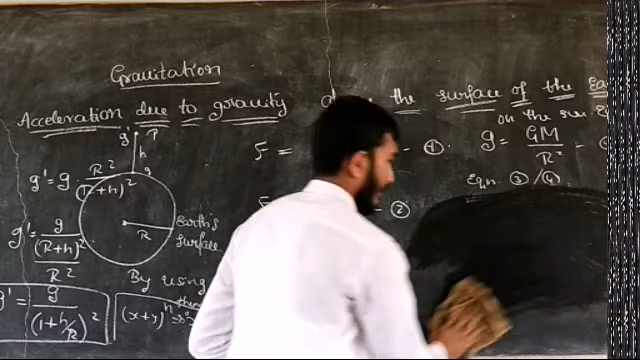 Gravitation
Acceleration due to gravity
the surface of the Ea
on the sur
g'
P
h
g
F =
- ①.
g = GM / R² -
g' = g R² / (R+h)²
Eqn ③/④
②
g' = g / (R+h)² / R²
R
Earth's
surface
By using
g' = g / (1+h/R)²
(x+y)ⁿ